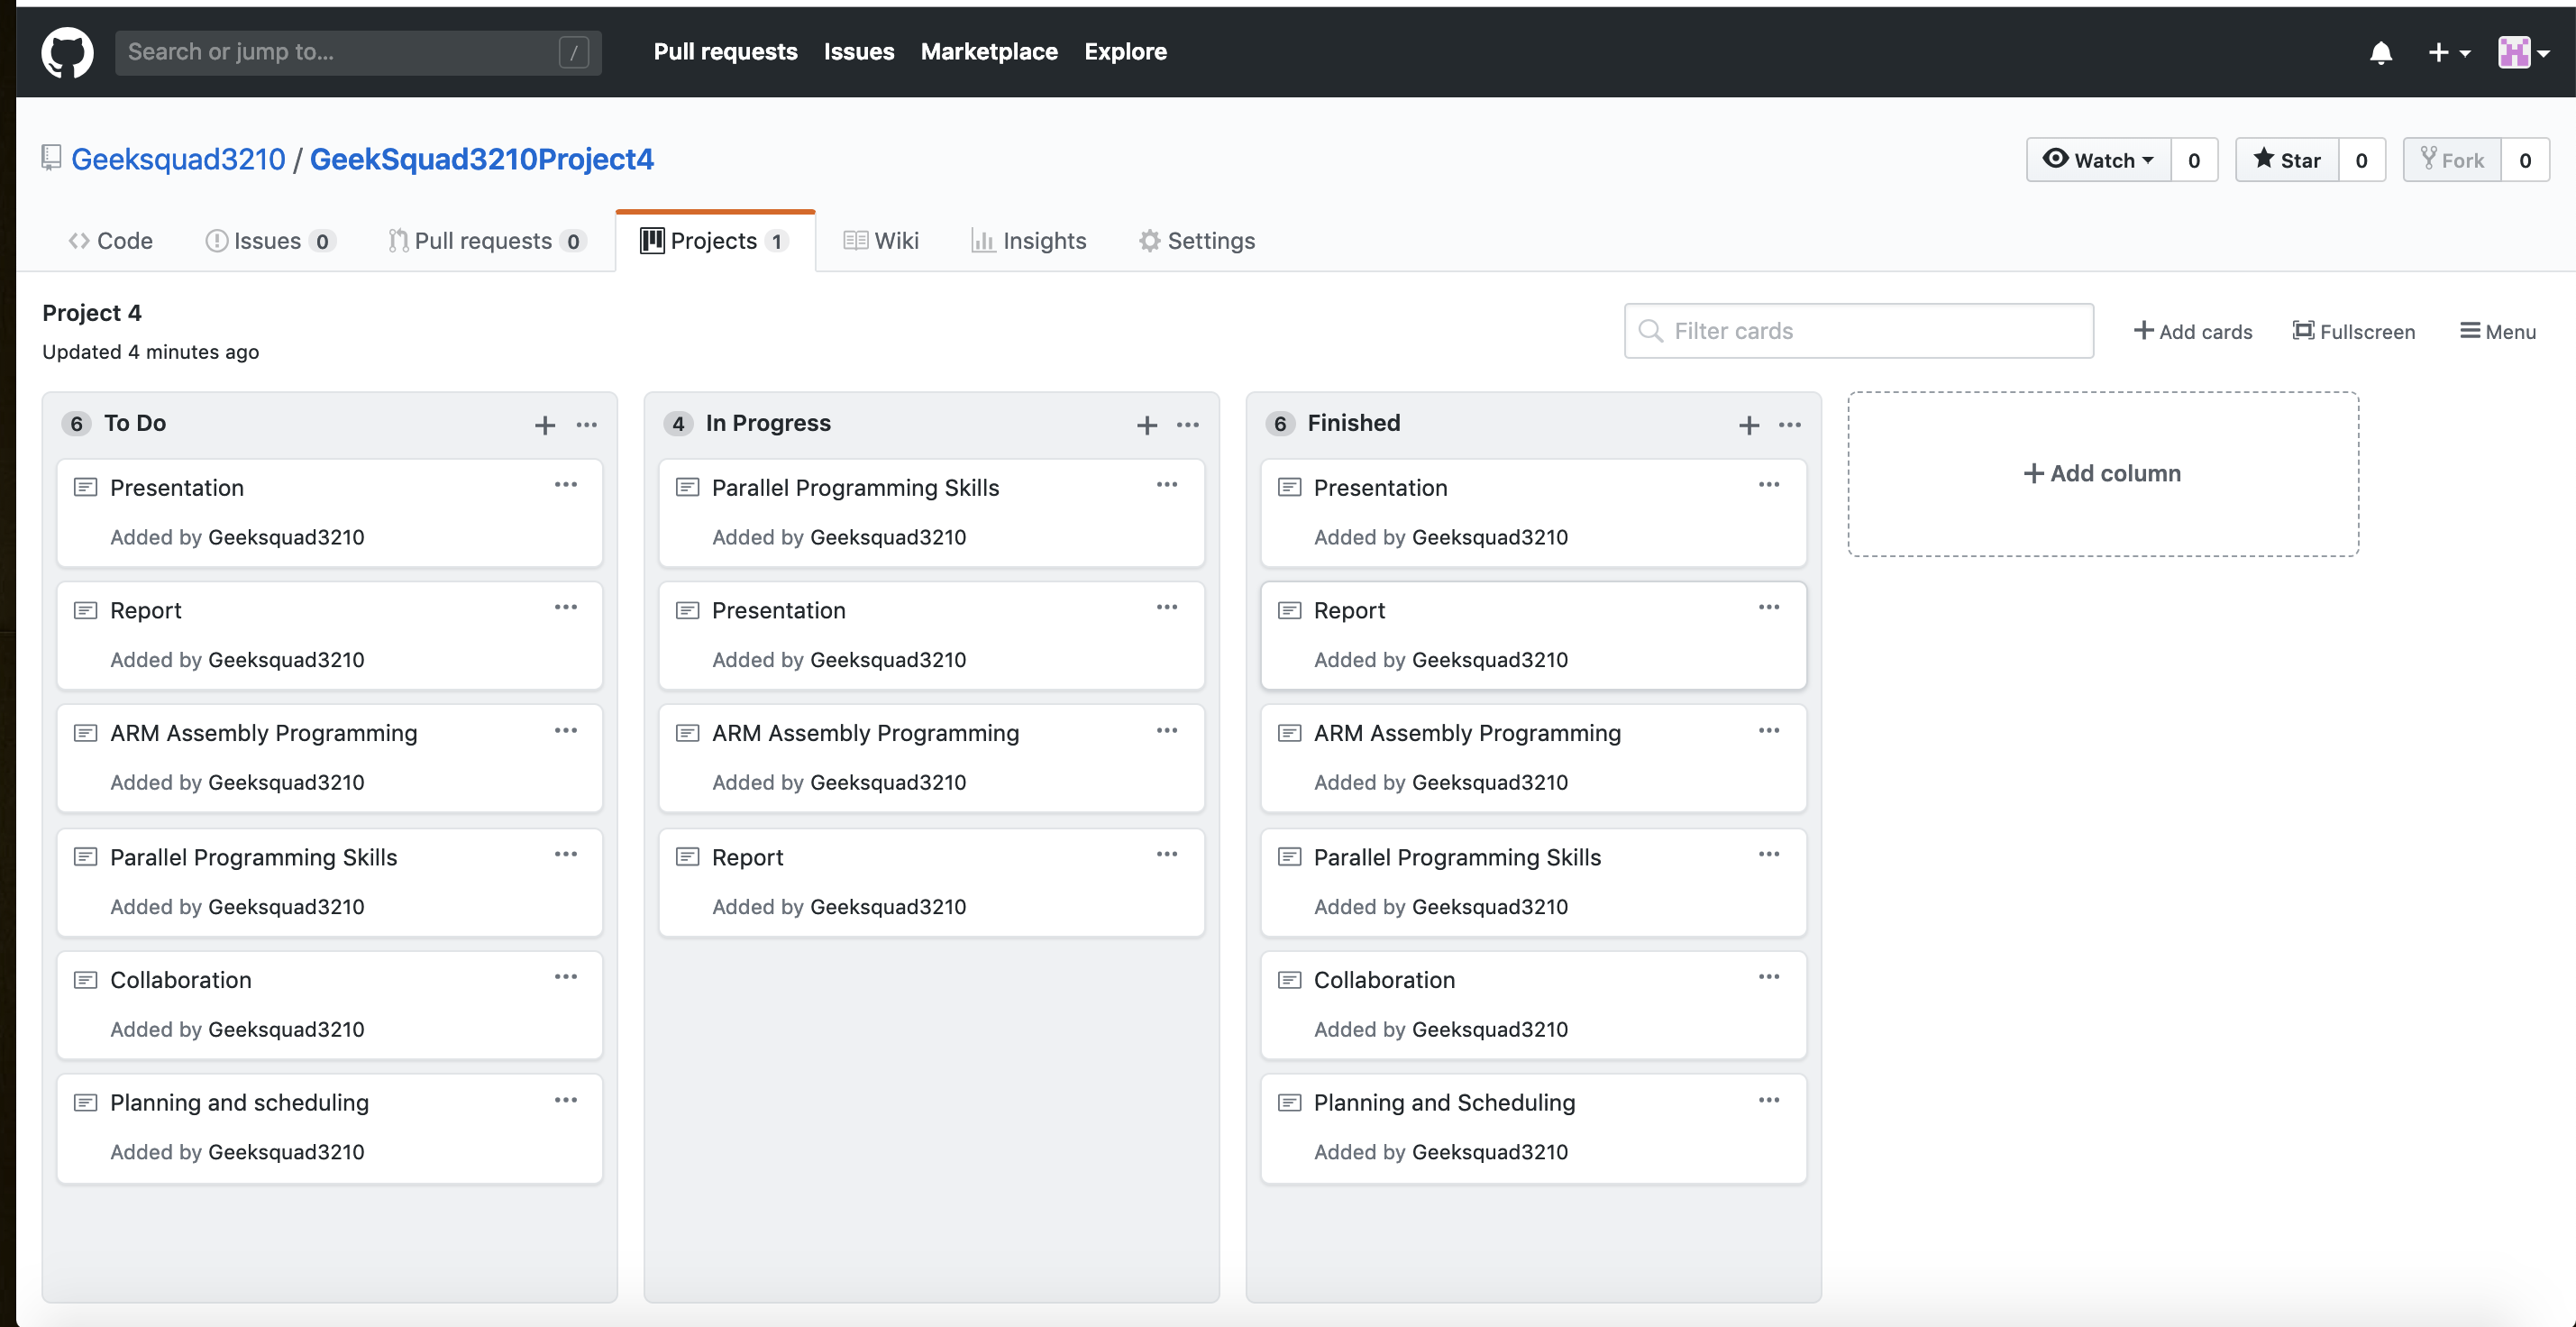 Search or jump to... /
Pull requests Issues Marketplace Explore
Geeksquad3210 / GeekSquad3210Project4
Watch 0 Star 0 Fork 0
Code Issues 0 Pull requests 0 Projects 1 Wiki Insights Settings
Project 4
Updated 4 minutes ago
Filter cards
Add cards Fullscreen Menu
6 To Do
Presentation
Added by Geeksquad3210
Report
Added by Geeksquad3210
ARM Assembly Programming
Added by Geeksquad3210
Parallel Programming Skills
Added by Geeksquad3210
Collaboration
Added by Geeksquad3210
Planning and scheduling
Added by Geeksquad3210
4 In Progress
Parallel Programming Skills
Added by Geeksquad3210
Presentation
Added by Geeksquad3210
ARM Assembly Programming
Added by Geeksquad3210
Report
Added by Geeksquad3210
6 Finished
Presentation
Added by Geeksquad3210
Report
Added by Geeksquad3210
ARM Assembly Programming
Added by Geeksquad3210
Parallel Programming Skills
Added by Geeksquad3210
Collaboration
Added by Geeksquad3210
Planning and Scheduling
Added by Geeksquad3210
Add column